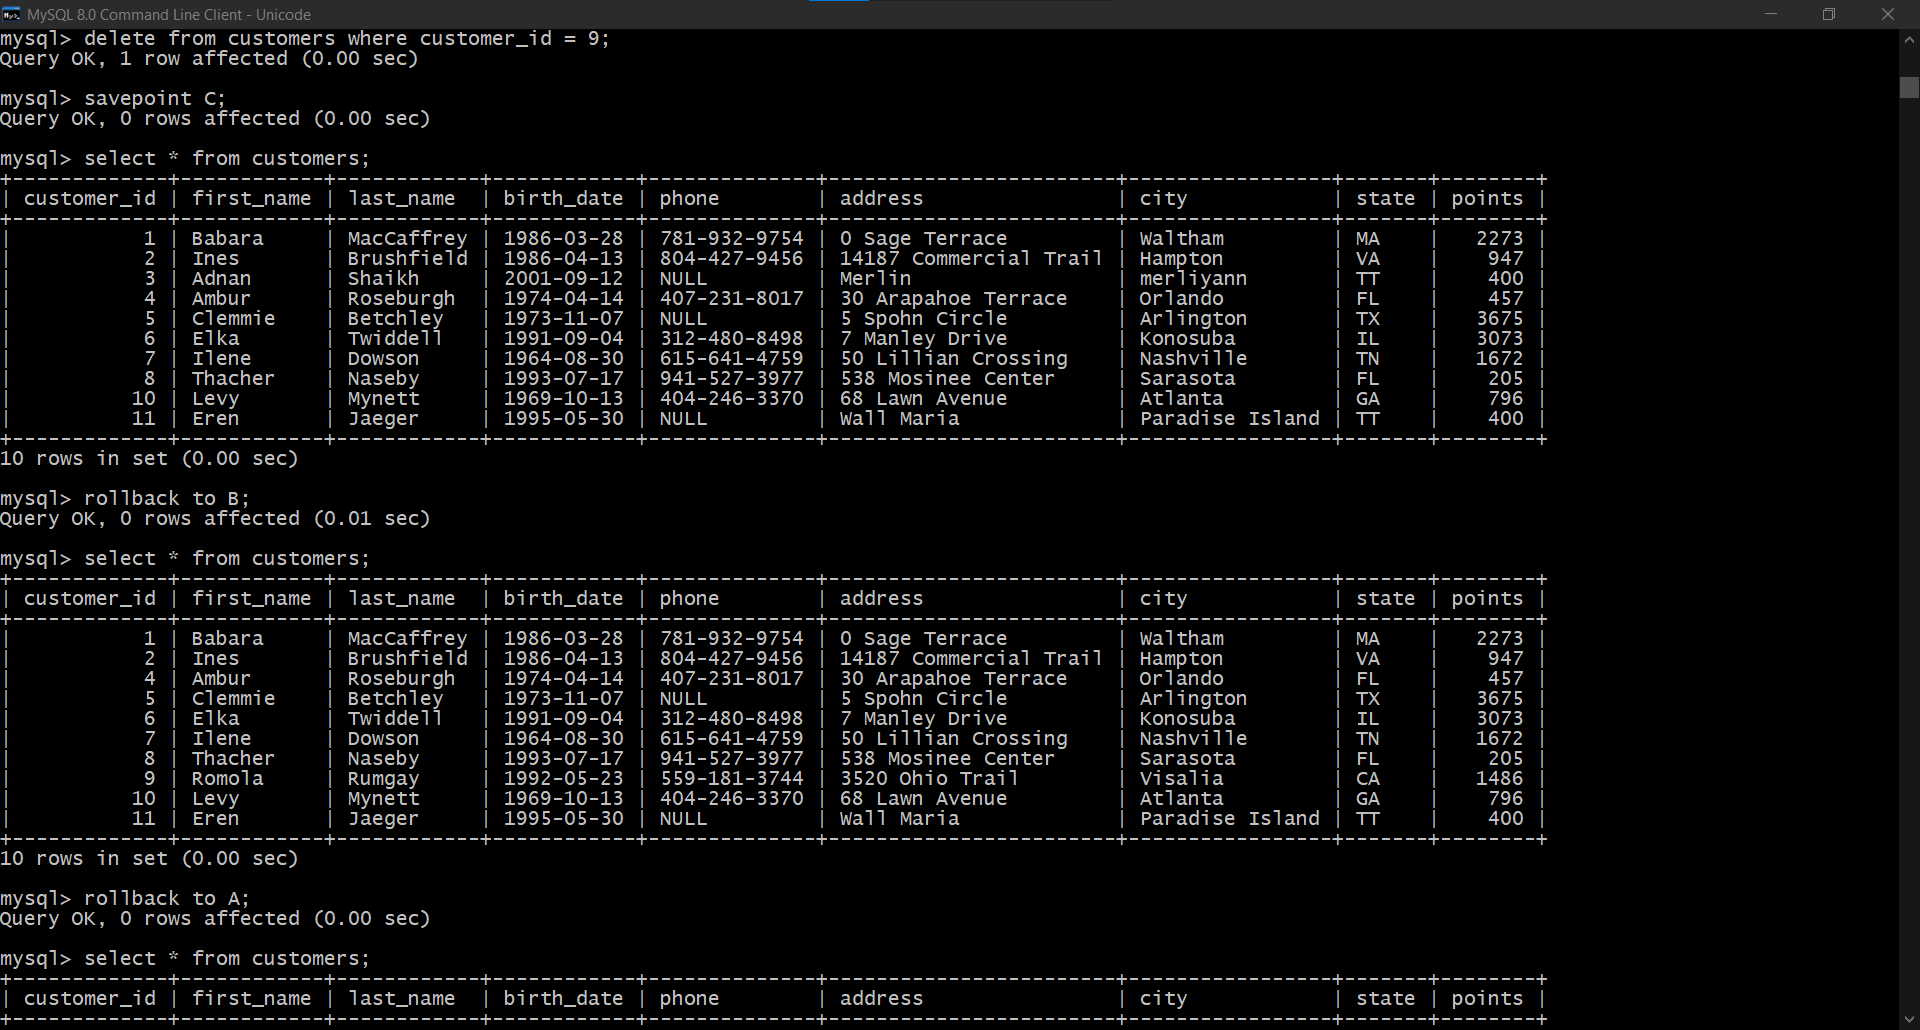 MySQL 8.0 Command Line Client - Unicode
mysql> delete from customers where customer_id = 9;
Query OK, 1 row affected (0.00 sec)
mysql> savepoint C;
Query OK, 0 rows affected (0.00 sec)
mysql> select * from customers;
+-------------+------------+------------+------------+--------------+------------------------+-----------------+-------+--------+
| customer_id | first_name | last_name  | birth_date | phone        | address                | city            | state | points |
+-------------+------------+------------+------------+--------------+------------------------+-----------------+-------+--------+
|           1 | Babara     | MacCaffrey | 1986-03-28 | 781-932-9754 | 0 Sage Terrace         | Waltham         | MA    |   2273 |
|           2 | Ines       | Brushfield | 1986-04-13 | 804-427-9456 | 14187 Commercial Trail | Hampton         | VA    |    947 |
|           3 | Adnan      | Shaikh     | 2001-09-12 | NULL         | Merlin                 | merliyann       | TT    |    400 |
|           4 | Ambur      | Roseburgh  | 1974-04-14 | 407-231-8017 | 30 Arapahoe Terrace    | Orlando         | FL    |    457 |
|           5 | Clemmie    | Betchley   | 1973-11-07 | NULL         | 5 Spohn Circle         | Arlington       | TX    |   3675 |
|           6 | Elka       | Twiddell   | 1991-09-04 | 312-480-8498 | 7 Manley Drive         | Konosuba        | IL    |   3073 |
|           7 | Ilene      | Dowson     | 1964-08-30 | 615-641-4759 | 50 Lillian Crossing    | Nashville       | TN    |   1672 |
|           8 | Thacher    | Naseby     | 1993-07-17 | 941-527-3977 | 538 Mosinee Center     | Sarasota        | FL    |    205 |
|          10 | Levy       | Mynett     | 1969-10-13 | 404-246-3370 | 68 Lawn Avenue         | Atlanta         | GA    |    796 |
|          11 | Eren       | Jaeger     | 1995-05-30 | NULL         | Wall Maria             | Paradise Island | TT    |    400 |
+-------------+------------+------------+------------+--------------+------------------------+-----------------+-------+--------+
10 rows in set (0.00 sec)
mysql> rollback to B;
Query OK, 0 rows affected (0.01 sec)
mysql> select * from customers;
+-------------+------------+------------+------------+--------------+------------------------+-----------------+-------+--------+
| customer_id | first_name | last_name  | birth_date | phone        | address                | city            | state | points |
+-------------+------------+------------+------------+--------------+------------------------+-----------------+-------+--------+
|           1 | Babara     | MacCaffrey | 1986-03-28 | 781-932-9754 | 0 Sage Terrace         | Waltham         | MA    |   2273 |
|           2 | Ines       | Brushfield | 1986-04-13 | 804-427-9456 | 14187 Commercial Trail | Hampton         | VA    |    947 |
|           4 | Ambur      | Roseburgh  | 1974-04-14 | 407-231-8017 | 30 Arapahoe Terrace    | Orlando         | FL    |    457 |
|           5 | Clemmie    | Betchley   | 1973-11-07 | NULL         | 5 Spohn Circle         | Arlington       | TX    |   3675 |
|           6 | Elka       | Twiddell   | 1991-09-04 | 312-480-8498 | 7 Manley Drive         | Konosuba        | IL    |   3073 |
|           7 | Ilene      | Dowson     | 1964-08-30 | 615-641-4759 | 50 Lillian Crossing    | Nashville       | TN    |   1672 |
|           8 | Thacher    | Naseby     | 1993-07-17 | 941-527-3977 | 538 Mosinee Center     | Sarasota        | FL    |    205 |
|           9 | Romola     | Rumgay     | 1992-05-23 | 559-181-3744 | 3520 Ohio Trail        | Visalia         | CA    |   1486 |
|          10 | Levy       | Mynett     | 1969-10-13 | 404-246-3370 | 68 Lawn Avenue         | Atlanta         | GA    |    796 |
|          11 | Eren       | Jaeger     | 1995-05-30 | NULL         | Wall Maria             | Paradise Island | TT    |    400 |
+-------------+------------+------------+------------+--------------+------------------------+-----------------+-------+--------+
10 rows in set (0.00 sec)
mysql> rollback to A;
Query OK, 0 rows affected (0.00 sec)
mysql> select * from customers;
+-------------+------------+------------+------------+--------------+------------------------+-----------------+-------+--------+
| customer_id | first_name | last_name  | birth_date | phone        | address                | city            | state | points |
+-------------+------------+------------+------------+--------------+------------------------+-----------------+-------+--------+